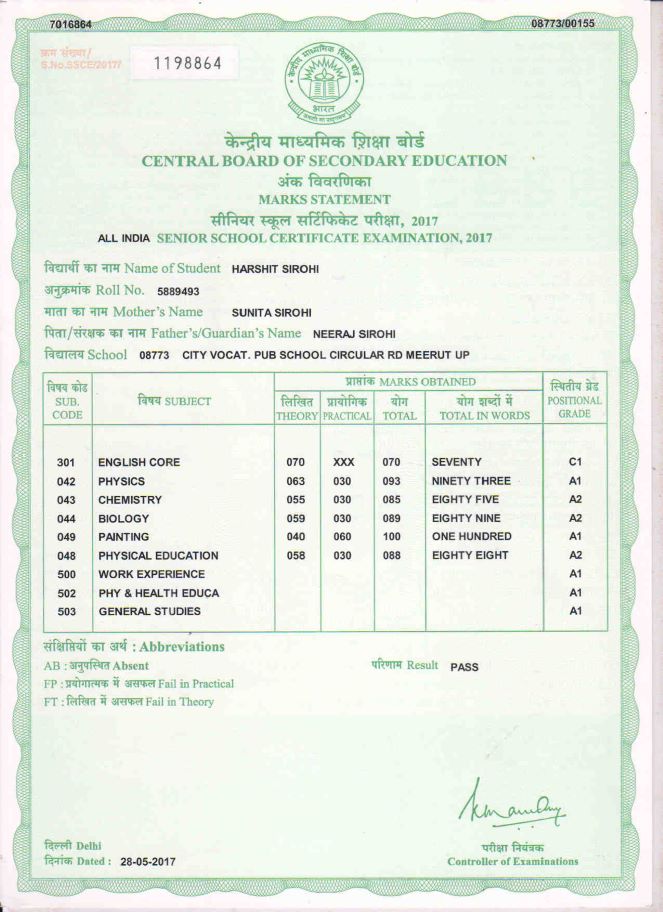 7016864 08773/00155
क्रम संख्या/
S.No.SSCE/2017/ 1198864
केन्द्रीय माध्यमिक शिक्षा बोर्ड
भारत
केन्द्रीय माध्यमिक शिक्षा बोर्ड
CENTRAL BOARD OF SECONDARY EDUCATION
अंक विवरणिका
MARKS STATEMENT
सीनियर स्कूल सर्टिफिकेट परीक्षा, 2017
ALL INDIA SENIOR SCHOOL CERTIFICATE EXAMINATION, 2017
विद्यार्थी का नाम Name of Student HARSHIT SIROHI
अनुक्रमांक Roll No. 5889493
माता का नाम Mother's Name SUNITA SIROHI
पिता/संरक्षक का नाम Father's/Guardian's Name NEERAJ SIROHI
विद्यालय School 08773 CITY VOCAT. PUB SCHOOL CIRCULAR RD MEERUT UP
विषय कोड SUB. CODE विषय SUBJECT प्राप्तांक MARKS OBTAINED स्थितीय ग्रेड POSITIONAL GRADE
लिखित THEORY प्रायोगिक PRACTICAL योग TOTAL योग शब्दों में TOTAL IN WORDS
301 ENGLISH CORE 070 XXX 070 SEVENTY C1
042 PHYSICS 063 030 093 NINETY THREE A1
043 CHEMISTRY 055 030 085 EIGHTY FIVE A2
044 BIOLOGY 059 030 089 EIGHTY NINE A2
049 PAINTING 040 060 100 ONE HUNDRED A1
048 PHYSICAL EDUCATION 058 030 088 EIGHTY EIGHT A2
500 WORK EXPERIENCE A1
502 PHY & HEALTH EDUCA A1
503 GENERAL STUDIES A1
संक्षिप्तियों का अर्थ : Abbreviations
AB : अनुपस्थित Absent परिणाम Result PASS
FP : प्रयोगात्मक में असफल Fail in Practical
FT : लिखित में असफल Fail in Theory
दिल्ली Delhi परीक्षा नियंत्रक
दिनांक Dated : 28-05-2017 Controller of Examinations